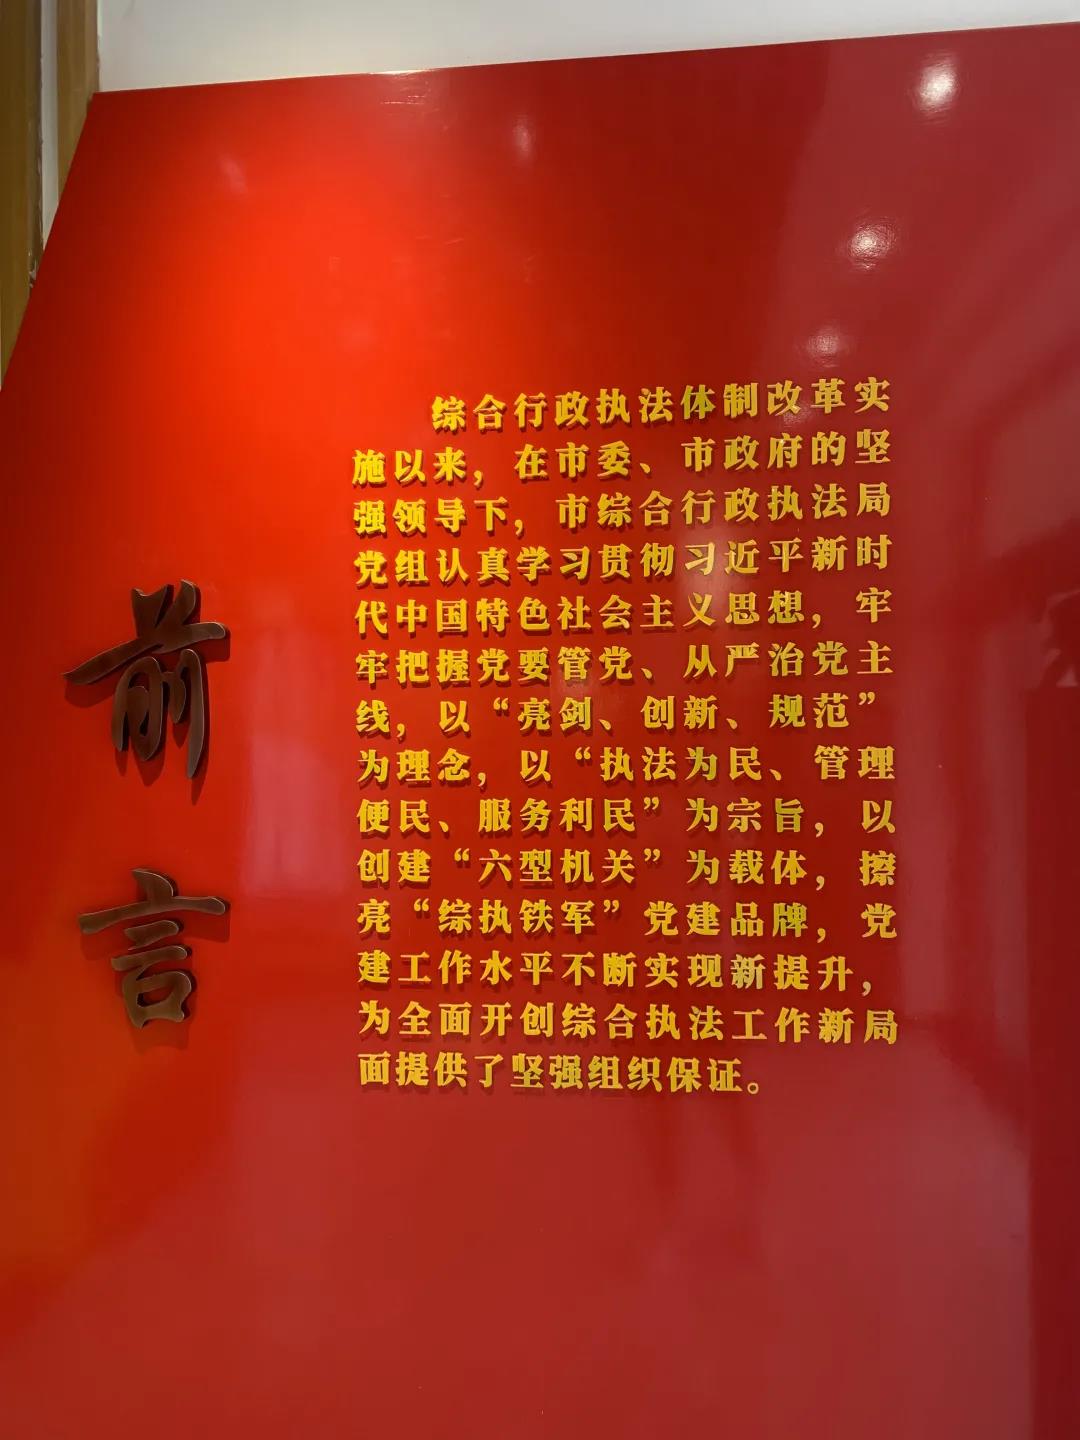 前言
综合行政执法体制改革实
施以来，在市委、市政府的坚
强领导下，市综合行政执法局
党组认真学习贯彻习近平新时
代中国特色社会主义思想，牢
牢把握党要管党、从严治党主
线，以“亮剑、创新、规范”
为理念，以“执法为民、管理
便民、服务利民”为宗旨，以
创建“六型机关”为载体，擦
亮“综执铁军”党建品牌，党
建工作水平不断实现新提升，
为全面开创综合执法工作新局
面提供了坚强组织保证。